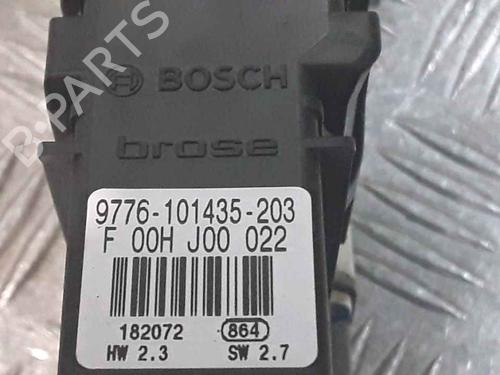 B-PARTS
BOSCH
brose
9776-101435-203
F 00H J00 022
182072 864
HW 2.3 SW 2.7